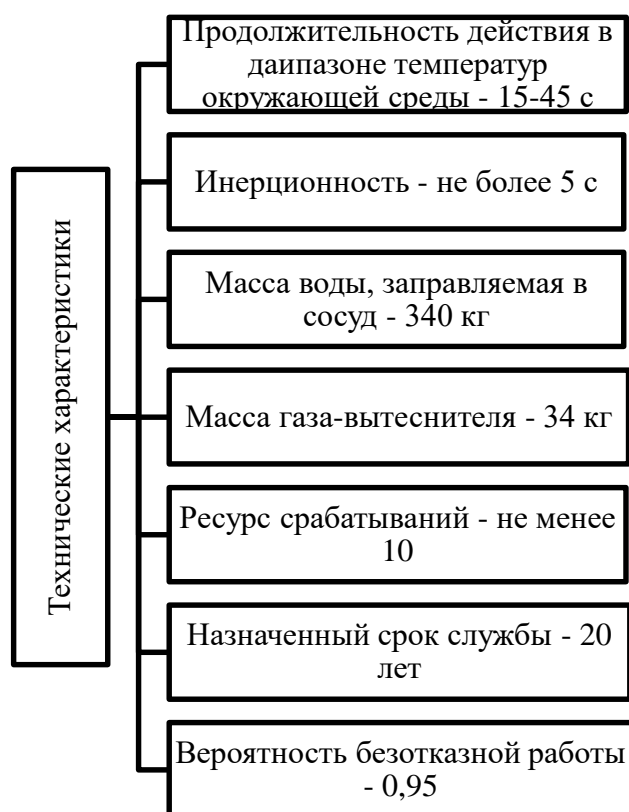 Технические характеристики
Продолжительность действия в
даипазоне температур
окружающей среды - 15-45 с
Инерционность - не более 5 с
Масса воды, заправляемая в
сосуд - 340 кг
Масса газа-вытеснителя - 34 кг
Ресурс срабатываний - не менее
10
Назначенный срок службы - 20
лет
Вероятность безотказной работы
- 0,95